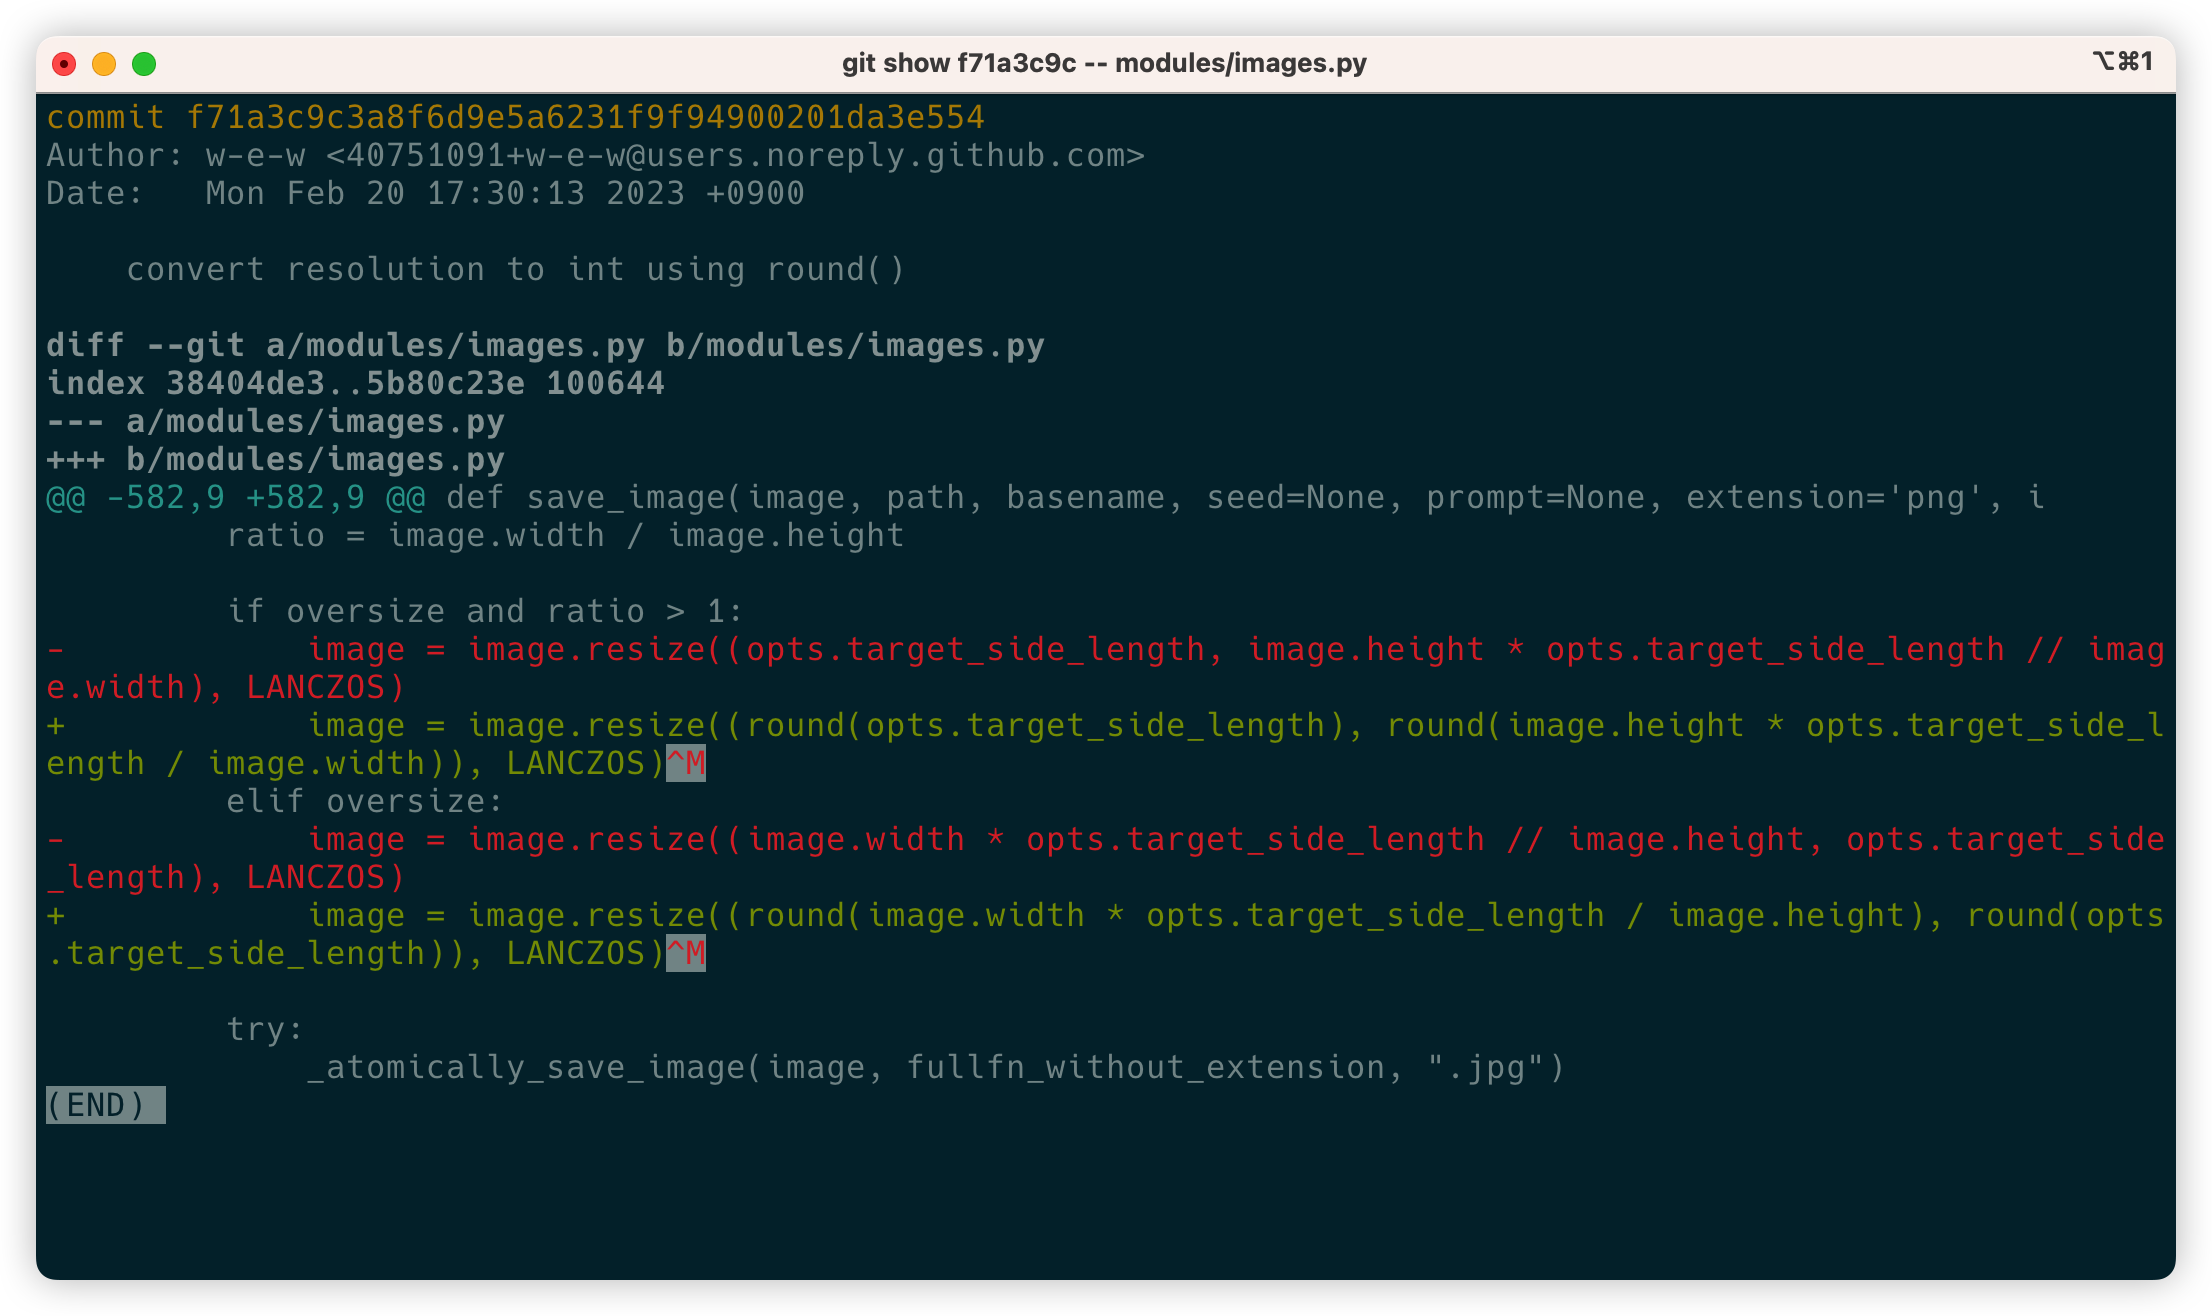 git show f71a3c9c -- modules/images.py
⌥⌘1
commit f71a3c9c3a8f6d9e5a6231f9f94900201da3e554
Author: w-e-w <40751091+w-e-w@users.noreply.github.com>
Date:   Mon Feb 20 17:30:13 2023 +0900
    convert resolution to int using round()
diff --git a/modules/images.py b/modules/images.py
index 38404de3..5b80c23e 100644
--- a/modules/images.py
+++ b/modules/images.py
@@ -582,9 +582,9 @@ def save_image(image, path, basename, seed=None, prompt=None, extension='png', i
         ratio = image.width / image.height
         if oversize and ratio > 1:
-            image = image.resize((opts.target_side_length, image.height * opts.target_side_length // imag
e.width), LANCZOS)
+            image = image.resize((round(opts.target_side_length), round(image.height * opts.target_side_l
ength / image.width)), LANCZOS)^M
         elif oversize:
-            image = image.resize((image.width * opts.target_side_length // image.height, opts.target_side
_length), LANCZOS)
+            image = image.resize((round(image.width * opts.target_side_length / image.height), round(opts
.target_side_length)), LANCZOS)^M
         try:
             _atomically_save_image(image, fullfn_without_extension, ".jpg")
(END)